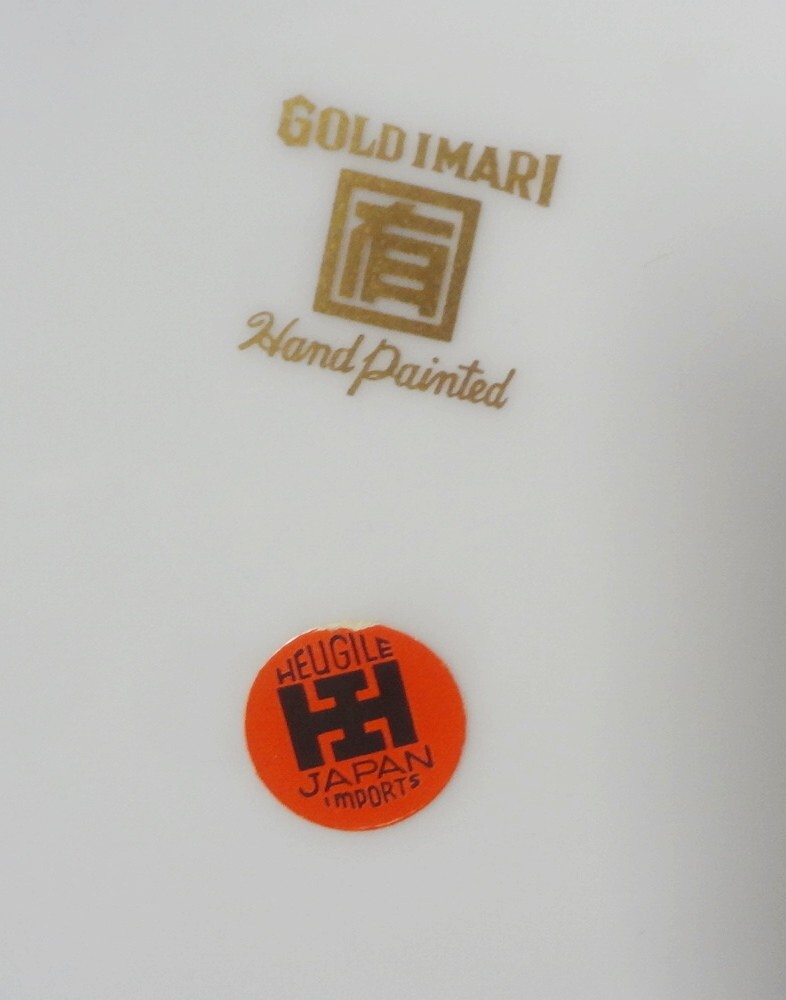 GOLD IMARI
有
Hand Painted
HEUGILE
JAPAN
IMPORTS